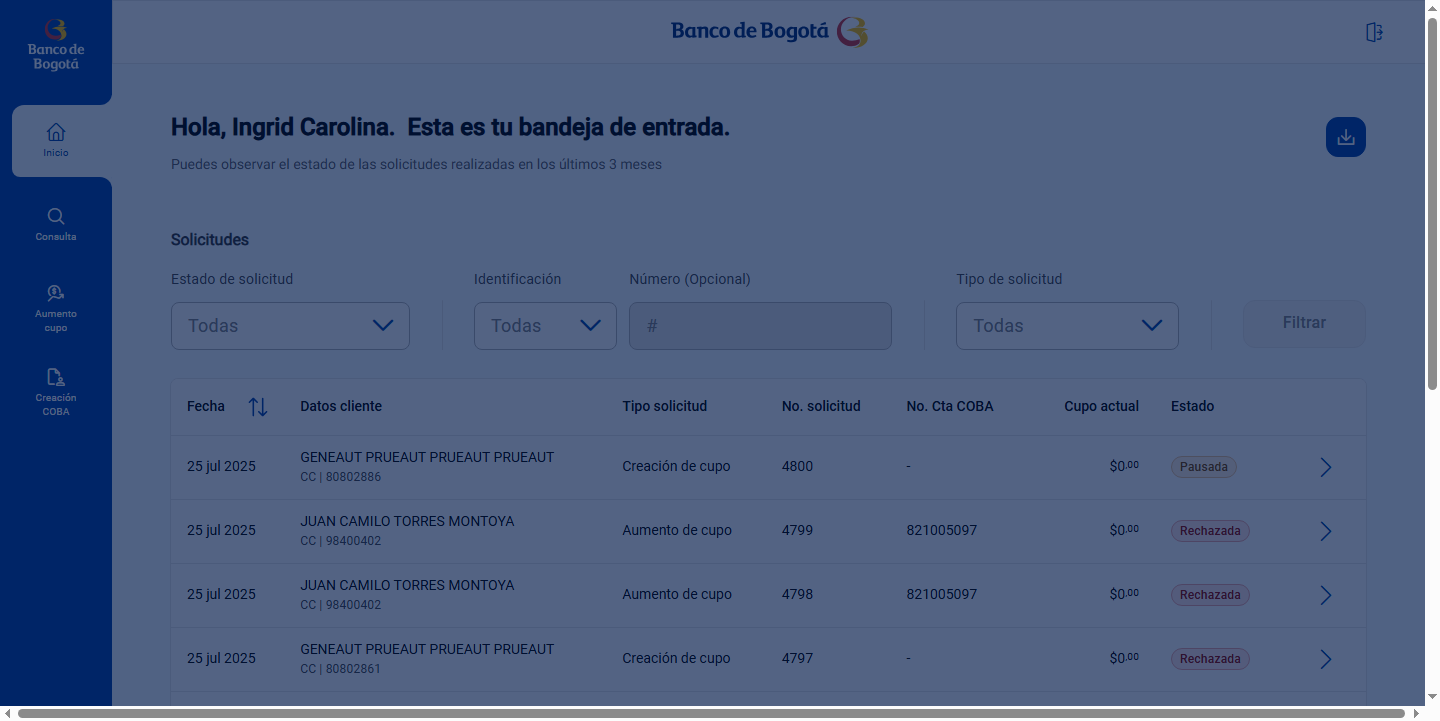 Banco de
Bogotá
Banco de Bogotá
Inicio
Consulta
Aumento
cupo
Creación
COBA
Hola, Ingrid Carolina.  Esta es tu bandeja de entrada.
Puedes observar el estado de las solicitudes realizadas en los últimos 3 meses
Solicitudes
Estado de solicitud Identificación Número (Opcional) Tipo de solicitud
Todas Todas # Todas Filtrar
Fecha Datos cliente Tipo solicitud No. solicitud No. Cta COBA Cupo actual Estado
25 jul 2025 GENEAUT PRUEAUT PRUEAUT PRUEAUT Creación de cupo 4800 - $0.00 Pausada
CC | 80802886
25 jul 2025 JUAN CAMILO TORRES MONTOYA Aumento de cupo 4799 821005097 $0.00 Rechazada
CC | 98400402
25 jul 2025 JUAN CAMILO TORRES MONTOYA Aumento de cupo 4798 821005097 $0.00 Rechazada
CC | 98400402
25 jul 2025 GENEAUT PRUEAUT PRUEAUT PRUEAUT Creación de cupo 4797 - $0.00 Rechazada
CC | 80802861